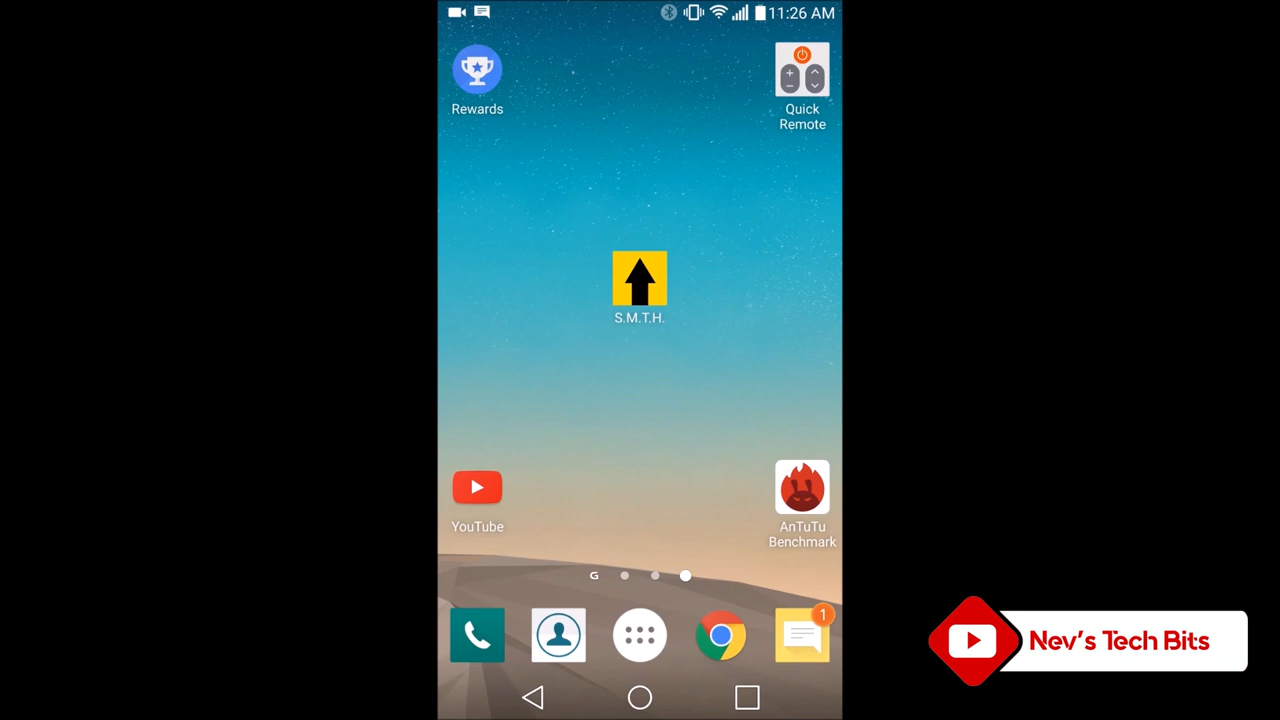 11:26 AM
Rewards
Quick
Remote
S.M.T.H.
YouTube
AnTuTu
Benchmark
G
1
Nev's Tech Bits